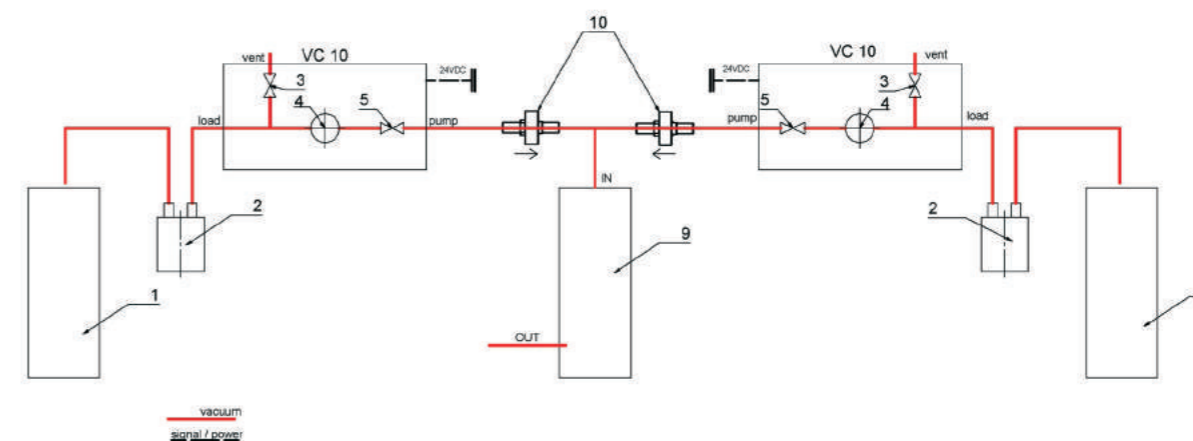 10
vent
VC 10
24VDC
3
4
5
load
pump
24VDC
VC 10
vent
3
5
4
pump
load
IN
2
9
2
1
OUT
vacuum
signal / power